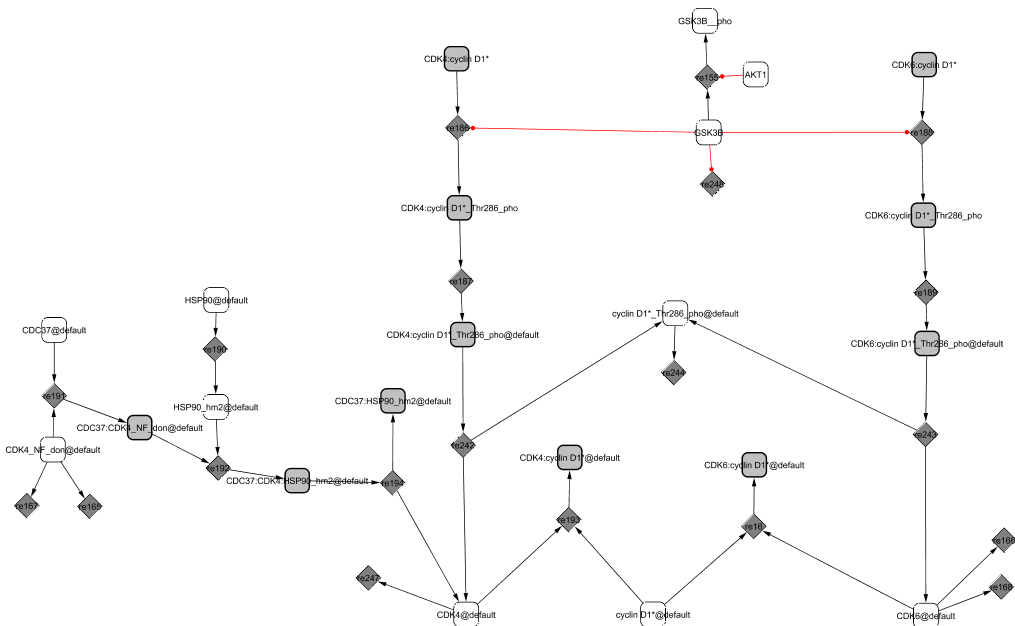 GSK3B__pho
CDK4:cyclin D1*
CDK6:cyclin D1*
re155
AKT1
re186
GSK3B
re188
re248
CDK4:cyclin D1*_Thr286_pho
CDK6:cyclin D1*_Thr286_pho
re187
re189
HSP90@default
CDC37@default
cyclin D1*_Thr286_pho@default
CDK4:cyclin D1*_Thr286_pho@default
CDK6:cyclin D1*_Thr286_pho@default
re190
re244
re191
CDC37:HSP90_hm2@default
HSP90_hm2@default
CDC37:CDK4_NF_don@default
re242
re243
CDK4_NF_don@default
CDK4:cyclin D1*@default
CDK6:cyclin D1*@default
re192
CDC37:CDK4:HSP90_hm2@default
re194
re167
re165
re193
re16
re166
re247
re168
CDK4@default
cyclin D1*@default
CDK6@default